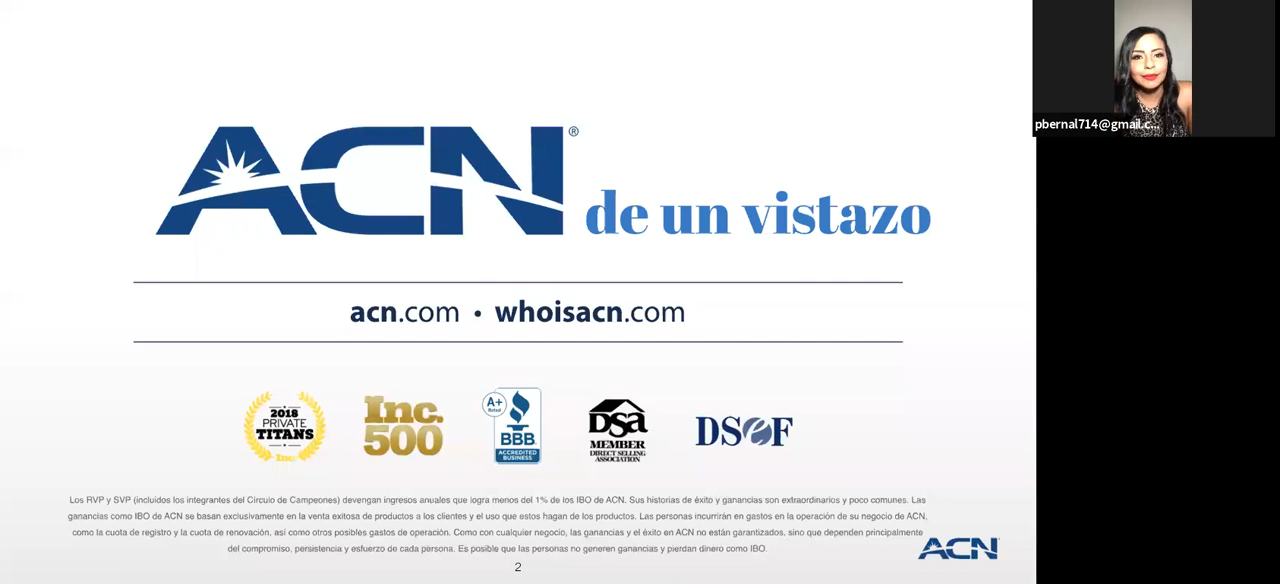 ACN®
de un vistazo
acn.com • whoisacn.com
2018
PRIVATE
TITANS
Inc.
Inc.
500
A+
Rated
BBB
ACCREDITED
BUSINESS
DSA
MEMBER
DIRECT SELLING
ASSOCIATION
DSEF
Los RVP y SVP (incluidos los integrantes del Círculo de Campeones) devengan ingresos anuales que logra menos del 1% de los IBO de ACN. Sus historias de éxito y ganancias son extraordinarios y poco comunes. Las
ganancias como IBO de ACN se basan exclusivamente en la venta exitosa de productos a los clientes y el uso que estos hagan de los productos. Las personas incurrirán en gastos en la operación de su negocio de ACN,
como la cuota de registro y la cuota de renovación, así como otros posibles gastos de operación. Como con cualquier negocio, las ganancias y el éxito en ACN no están garantizados, sino que dependen principalmente
del compromiso, persistencia y esfuerzo de cada persona. Es posible que las personas no generen ganancias y pierdan dinero como IBO.
ACN
2
pbernal714@gmail.c...